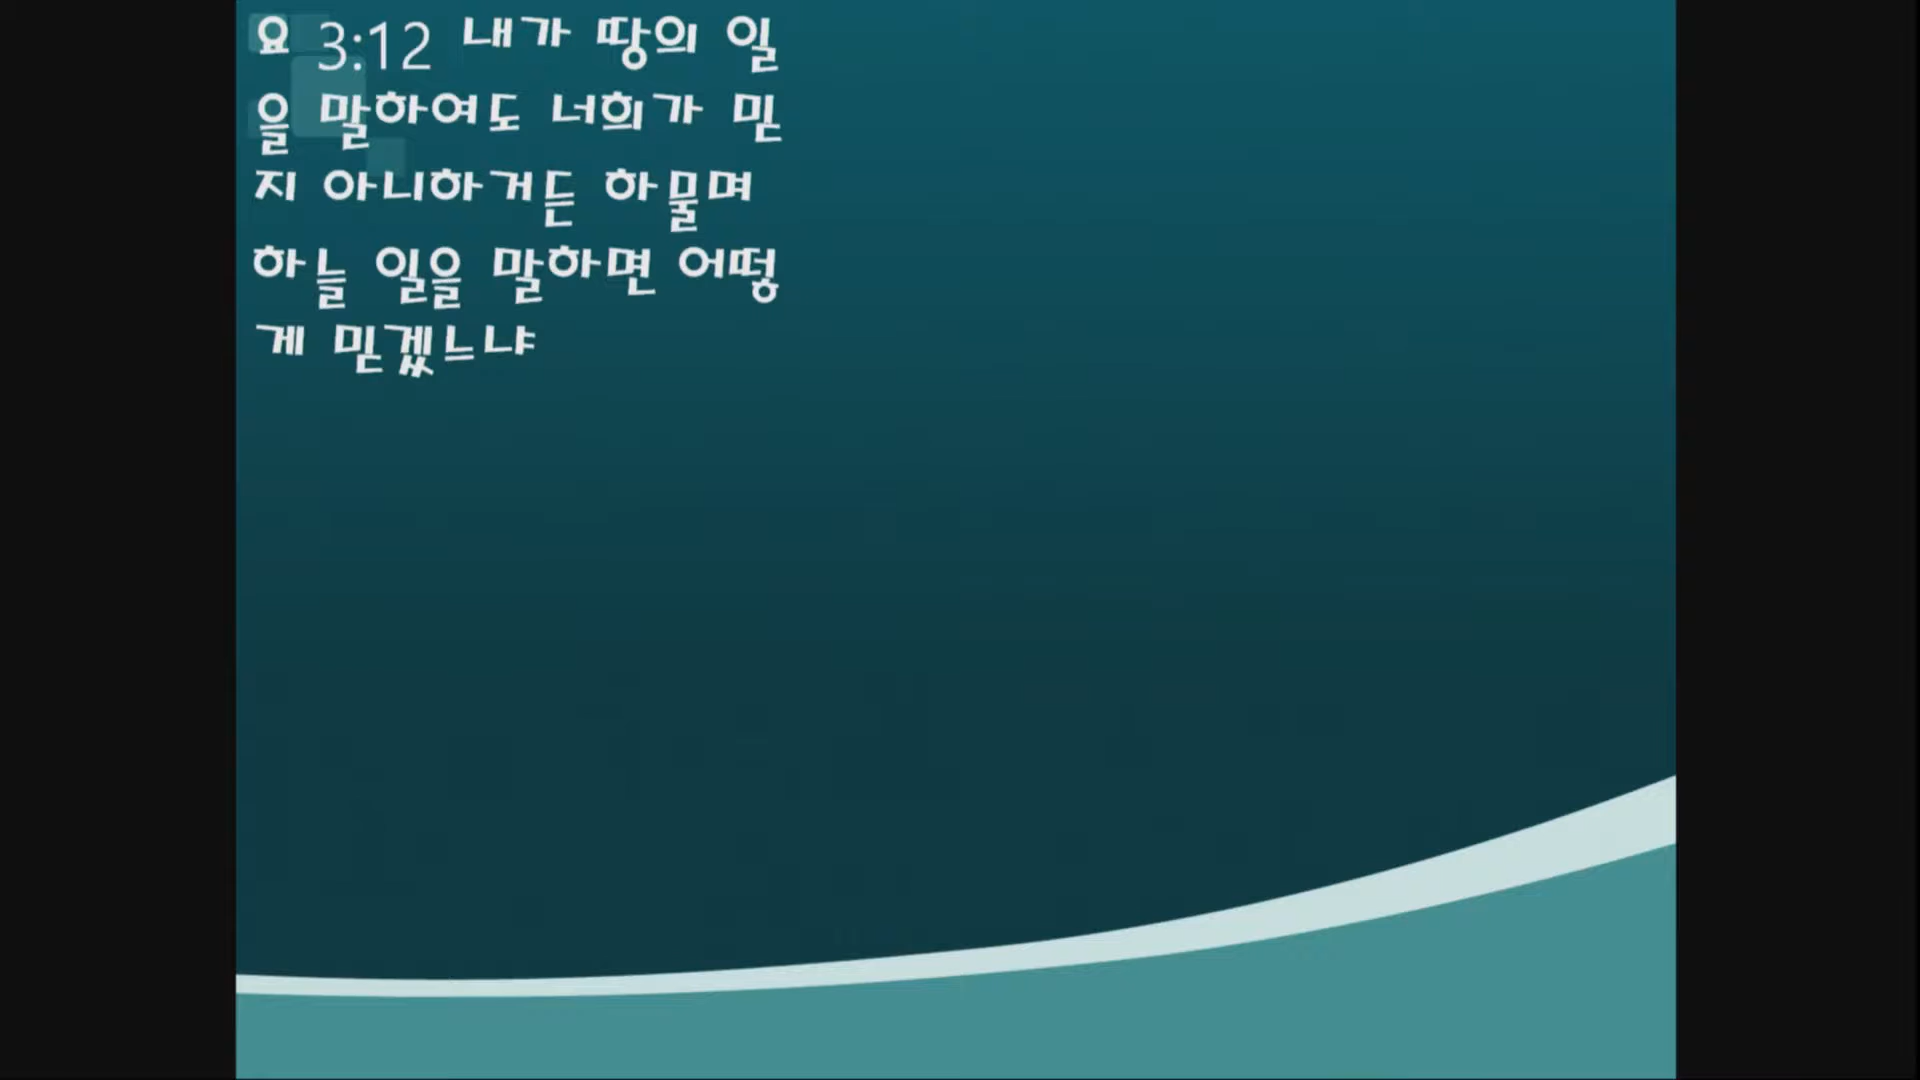 요 3:12 내가 땅의 일
을 말하여도 너희가 믿
지 아니하거든 하물며
하늘 일을 말하면 어떻
게 믿겠느냐